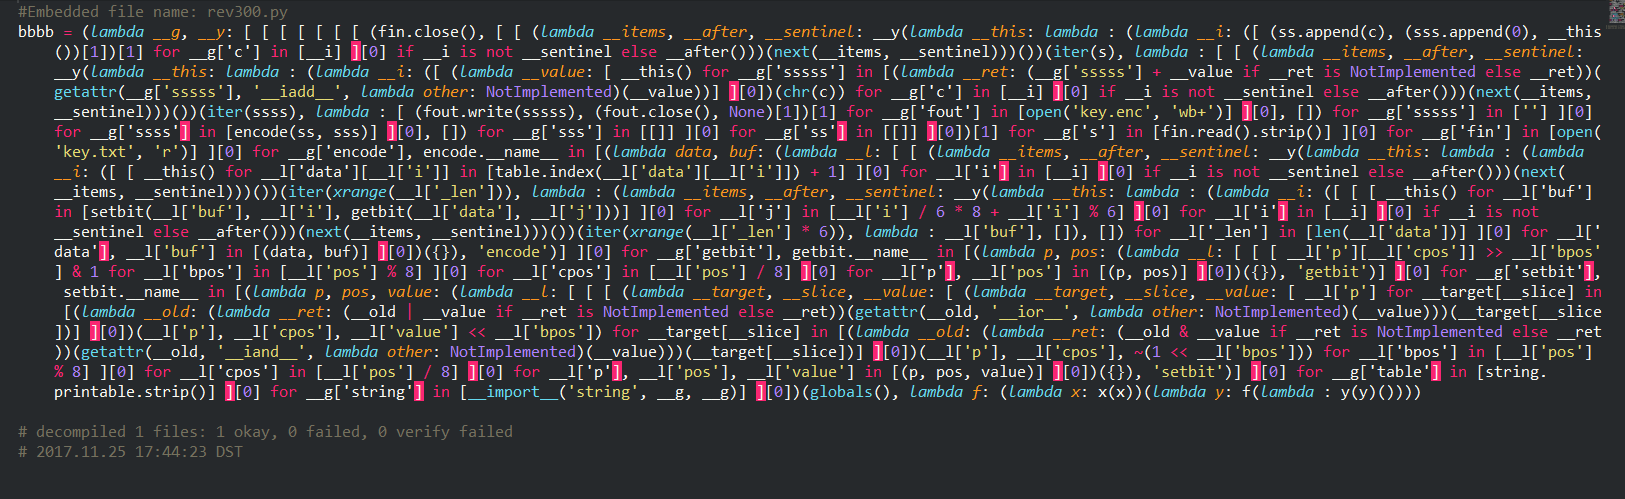 #Embedded file name: rev300.py
bbbb = (lambda __g, __y: [ [ [ [ [ [ [ (fin.close(), [ [ (lambda __items, __after, __sentinel: __y(lambda __this: lambda : (lambda __i: ([ (ss.append(c), (sss.append(0), __this
())[1])[1] for __g['c'] in [__i] ][0] if __i is not __sentinel else __after()))(next(__items, __sentinel)))())(iter(s), lambda : [ [ (lambda __items, __after, __sentinel:
__y(lambda __this: lambda : (lambda __i: ([ (lambda __value: [ __this() for __g['sssss'] in [(lambda __ret: (__g['sssss'] + __value if __ret is NotImplemented else __ret))(
getattr(__g['sssss'], '__iadd__', lambda other: NotImplemented)(__value))] ][0])(chr(c)) for __g['c'] in [__i] ][0] if __i is not __sentinel else __after()))(next(__items,
__sentinel)))())(iter(ssss), lambda : [ (fout.write(sssss), (fout.close(), None)[1])[1] for __g['fout'] in [open('key.enc', 'wb+')] ][0], []) for __g['sssss'] in [''] ][0]
for __g['ssss'] in [encode(ss, sss)] ][0], []) for __g['sss'] in [[]] ][0] for __g['ss'] in [[]] ][0])[1] for __g['s'] in [fin.read().strip()] ][0] for __g['fin'] in [open(
'key.txt', 'r')] ][0] for __g['encode'], encode.__name__ in [(lambda data, buf: (lambda __l: [ [ (lambda __items, __after, __sentinel: __y(lambda __this: lambda : (lambda
__i: ([ [ __this() for __l['data'][__l['i']] in [table.index(__l['data'][__l['i']]) + 1] ][0] for __l['i'] in [__i] ][0] if __i is not __sentinel else __after()))(next(
__items, __sentinel)))())(iter(xrange(__l['_len'])), lambda : (lambda __items, __after, __sentinel: __y(lambda __this: lambda : (lambda __i: ([ [ [ __this() for __l['buf']
in [setbit(__l['buf'], __l['i'], getbit(__l['data'], __l['j']))] ][0] for __l['j'] in [__l['i'] / 6 * 8 + __l['i'] % 6] ][0] for __l['i'] in [__i] ][0] if __i is not
__sentinel else __after()))(next(__items, __sentinel)))())(iter(xrange(__l['_len'] * 6)), lambda : __l['buf'], []), []) for __l['_len'] in [len(__l['data'])] ][0] for __l['
data'], __l['buf'] in [(data, buf)] ][0])({}), 'encode')] ][0] for __g['getbit'], getbit.__name__ in [(lambda p, pos: (lambda __l: [ [ [ __l['p'][__l['cpos']] >> __l['bpos'
] & 1 for __l['bpos'] in [__l['pos'] % 8] ][0] for __l['cpos'] in [__l['pos'] / 8] ][0] for __l['p'], __l['pos'] in [(p, pos)] ][0])({}), 'getbit')] ][0] for __g['setbit'],
setbit.__name__ in [(lambda p, pos, value: (lambda __l: [ [ [ (lambda __target, __slice, __value: [ (lambda __target, __slice, __value: [ __l['p'] for __target[__slice] in
[(lambda __old: (lambda __ret: (__old | __value if __ret is NotImplemented else __ret))(getattr(__old, '__ior__', lambda other: NotImplemented)(__value)))(__target[__slice
])] ][0])(__l['p'], __l['cpos'], __l['value'] << __l['bpos']) for __target[__slice] in [(lambda __old: (lambda __ret: (__old & __value if __ret is NotImplemented else __ret
))(getattr(__old, '__iand__', lambda other: NotImplemented)(__value)))(__target[__slice])] ][0])(__l['p'], __l['cpos'], ~(1 << __l['bpos'])) for __l['bpos'] in [__l['pos']
% 8] ][0] for __l['cpos'] in [__l['pos'] / 8] ][0] for __l['p'], __l['pos'], __l['value'] in [(p, pos, value)] ][0])({}), 'setbit')] ][0] for __g['table'] in [string.
printable.strip()] ][0] for __g['string'] in [__import__('string', __g, __g)] ][0])(globals(), lambda f: (lambda x: x(x))(lambda y: f(lambda : y(y)())))
# decompiled 1 files: 1 okay, 0 failed, 0 verify failed
# 2017.11.25 17:44:23 DST